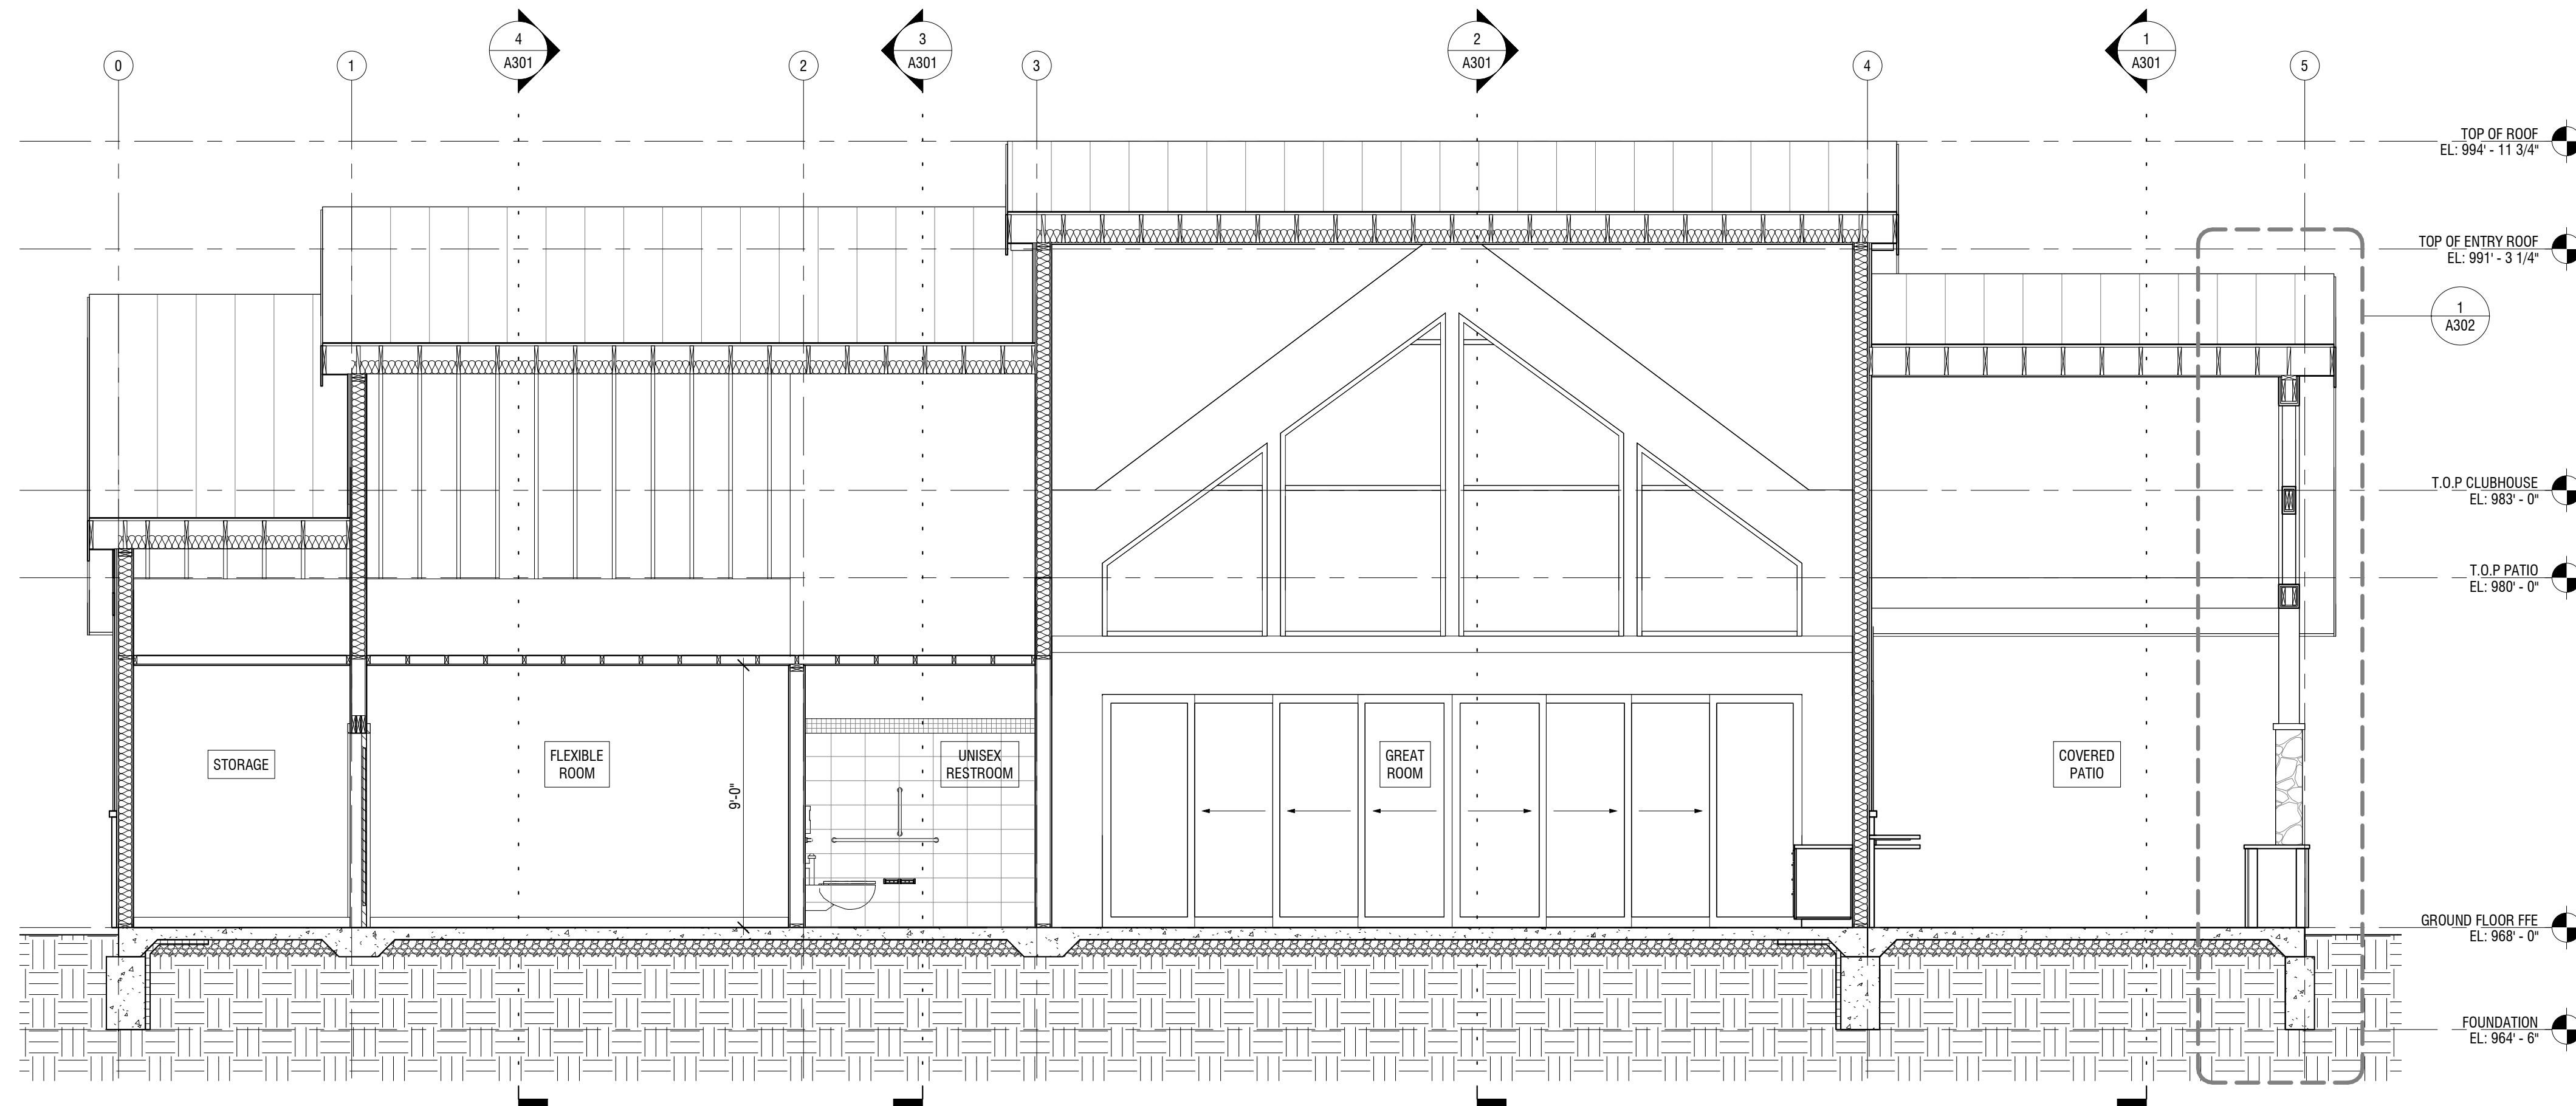 4
A301
3
A301
2
A301
1
A301
0
1
2
3
4
5
TOP OF ROOF
EL: 994' - 11 3/4"
TOP OF ENTRY ROOF
EL: 991' - 3 1/4"
1
A302
T.O.P CLUBHOUSE
EL: 983' - 0"
T.O.P PATIO
EL: 980' - 0"
STORAGE
FLEXIBLE
ROOM
9'-0"
UNISEX
RESTROOM
GREAT
ROOM
COVERED
PATIO
GROUND FLOOR FFE
EL: 968' - 0"
FOUNDATION
EL: 964' - 6"